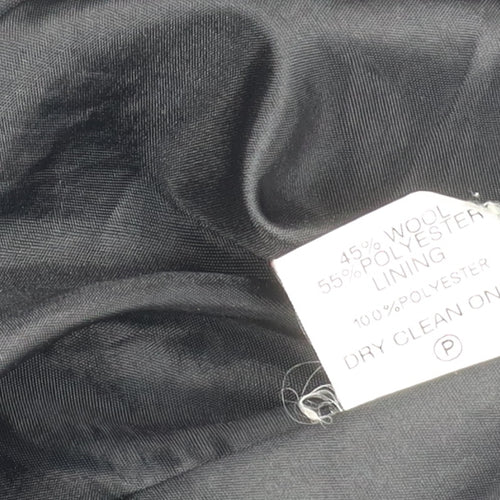 45% WOOL
55% POLYESTER
LINING
100% POLYESTER
DRY CLEAN ON
P